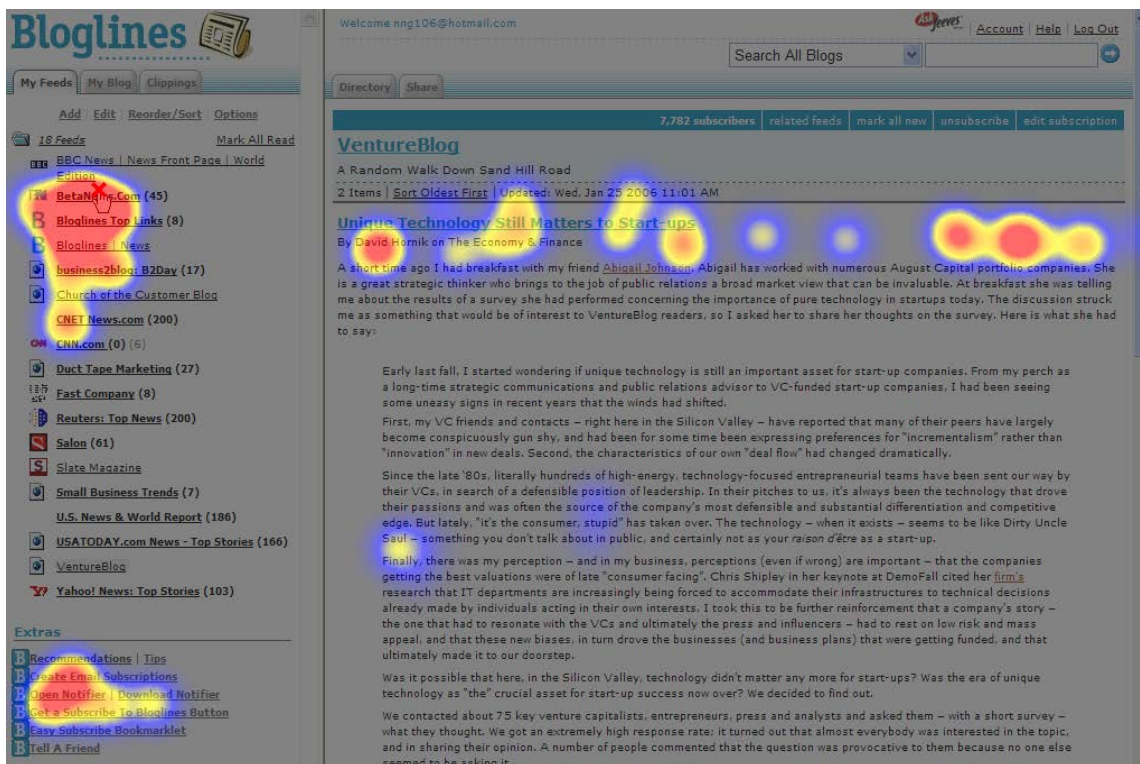 Bloglines
Welcome nng106@hotmail.com
Ask Jeeves
Account | Help | Log Out
Search All Blogs
My Feeds
My Blog
Clippings
Directory
Share
Add | Edit | Reorder/Sort | Options
18 Feeds
Mark All Read
BBC News | News Front Page | World
Edition
BetaNews.Com (45)
Bloglines Top Links (8)
Bloglines | News
business2blog: B2Day (17)
Church of the Customer Blog
CNET News.com (200)
CNN.com (0) (6)
Duct Tape Marketing (27)
Fast Company (8)
Reuters: Top News (200)
Salon (61)
Slate Magazine
Small Business Trends (7)
U.S. News & World Report (186)
USATODAY.com News - Top Stories (166)
VentureBlog
Yahoo! News: Top Stories (103)
Extras
Recommendations | Tips
Create Email Subscriptions
Open Notifier | Download Notifier
Get a Subscribe To Bloglines Button
Easy Subscribe Bookmarklet
Tell A Friend
7,782 subscribers | related feeds | mark all new | unsubscribe | edit subscription
VentureBlog
A Random Walk Down Sand Hill Road
2 Items | Sort Oldest First | Updated: Wed, Jan 25 2006 11:01 AM
Unique Technology Still Matters to Start-ups
By David Hornik on The Economy & Finance
A short time ago I had breakfast with my friend Abigail Johnson. Abigail has worked with numerous August Capital portfolio companies. She
is a great strategic thinker who brings to the job of public relations a broad market view that can be invaluable. At breakfast she was telling
me about the results of a survey she had performed concerning the importance of pure technology in startups today. The discussion struck
me as something that would be of interest to VentureBlog readers, so I asked her to share her thoughts on the survey. Here is what she had
to say:
Early last fall, I started wondering if unique technology is still an important asset for start-up companies. From my perch as
a long-time strategic communications and public relations advisor to VC-funded start-up companies, I had been seeing
some uneasy signs in recent years that the winds had shifted.
First, my VC friends and contacts – right here in the Silicon Valley – have reported that many of their peers have largely
become conspicuously gun shy, and had been for some time been expressing preferences for "incrementalism" rather than
"innovation" in new deals. Second, the characteristics of our own "deal flow" had changed dramatically.
Since the late '80s, literally hundreds of high-energy, technology-focused entrepreneurial teams have been sent our way by
their VCs, in search of a defensible position of leadership. In their pitches to us, it's always been the technology that drove
their passions and was often the source of the company's most defensible and substantial differentiation and competitive
edge. But lately, "it's the consumer, stupid" has taken over. The technology – when it exists – seems to be like Dirty Uncle
Saul – something you don't talk about in public, and certainly not as your raison d'être as a start-up.
Finally, there was my perception – and in my business, perceptions (even if wrong) are important – that the companies
getting the best valuations were of late "consumer facing". Chris Shipley in her keynote at DemoFall cited her firm's
research that IT departments are increasingly being forced to accommodate their infrastructures to technical decisions
already made by individuals acting in their own interests. I took this to be further reinforcement that a company's story –
the one that had to resonate with the VCs and ultimately the press and influencers – had to rest on low risk and mass
appeal, and that these new biases, in turn drove the businesses (and business plans) that were getting funded, and that
ultimately made it to our doorstep.
Was it possible that here, in the Silicon Valley, technology didn't matter any more for start-ups? Was the era of unique
technology as "the" crucial asset for start-up success now over? We decided to find out.
We contacted about 75 key venture capitalists, entrepreneurs, press and analysts and asked them – with a short survey –
what they thought. We got an extremely high response rate; it turned out that almost everybody was interested in the topic,
and in sharing their opinion. A number of people commented that the question was provocative to them because no one else
seemed to be asking it.